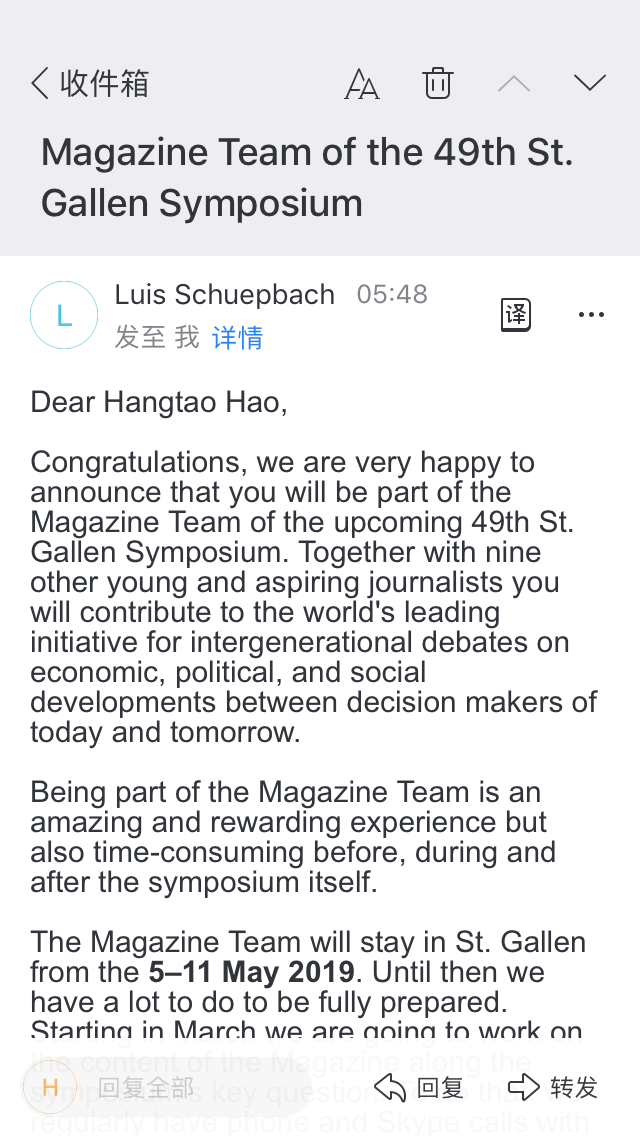 收件箱
Magazine Team of the 49th St.
Gallen Symposium
L
Luis Schuepbach 05:48
译
发至 我 详情
Dear Hangtao Hao,
Congratulations, we are very happy to
announce that you will be part of the
Magazine Team of the upcoming 49th St.
Gallen Symposium. Together with nine
other young and aspiring journalists you
will contribute to the world's leading
initiative for intergenerational debates on
economic, political, and social
developments between decision makers of
today and tomorrow.
Being part of the Magazine Team is an
amazing and rewarding experience but
also time-consuming before, during and
after the symposium itself.
The Magazine Team will stay in St. Gallen
from the 5–11 May 2019. Until then we
have a lot to do to be fully prepared.
Starting in March we are going to work on
the content of the Magazine along the
symposium's key question
regularly have phone and Skype calls with
H 回复全部 回复 转发